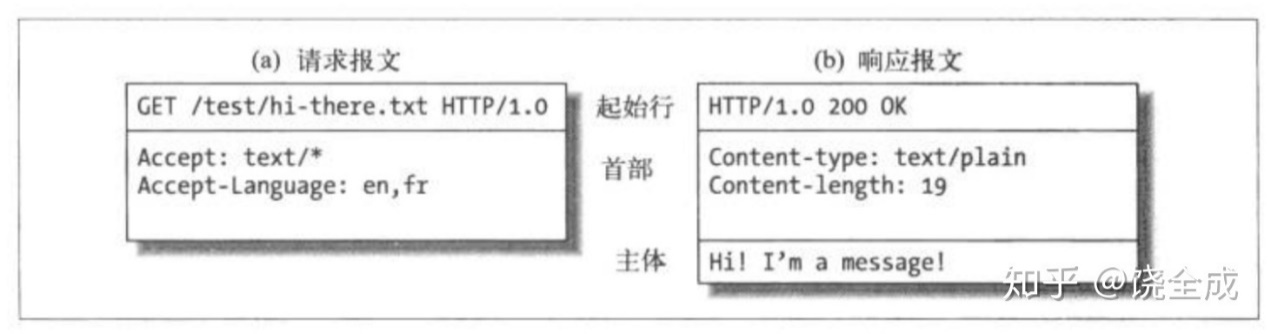 (a) 请求报文
(b) 响应报文
GET /test/hi-there.txt HTTP/1.0
起始行
HTTP/1.0 200 OK
Accept: text/*
Accept-Language: en,fr
首部
Content-type: text/plain
Content-length: 19
主体
Hi! I'm a message!
知乎 @饶全成